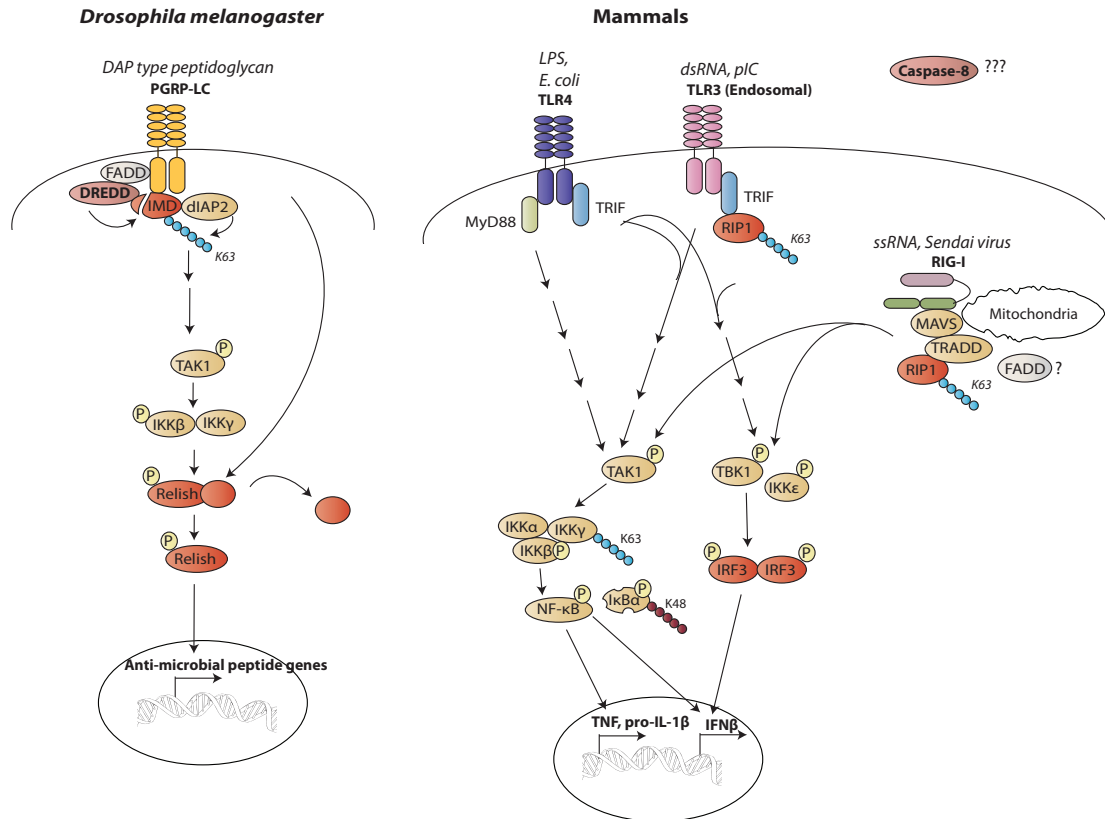 Drosophila melanogaster
DAP type peptidoglycan
PGRP-LC
FADD
DREDD
IMD
dIAP2
K63
P
TAK1
P
IKKβ
IKKγ
P
Relish
P
Relish
Anti-microbial peptide genes
Mammals
LPS,
E. coli
TLR4
dsRNA, pIC
TLR3 (Endosomal)
Caspase-8
???
MyD88
TRIF
TRIF
RIP1
K63
ssRNA, Sendai virus
RIG-I
Mitochondria
MAVS
TRADD
RIP1
FADD
?
K63
P
TAK1
P
TBK1
P
IKKε
IKKα
IKKγ
IKKβ
P
K63
P
IRF3
P
IRF3
P
NF-κB
P
IκBα
K48
TNF, pro-IL-1β
IFNβ